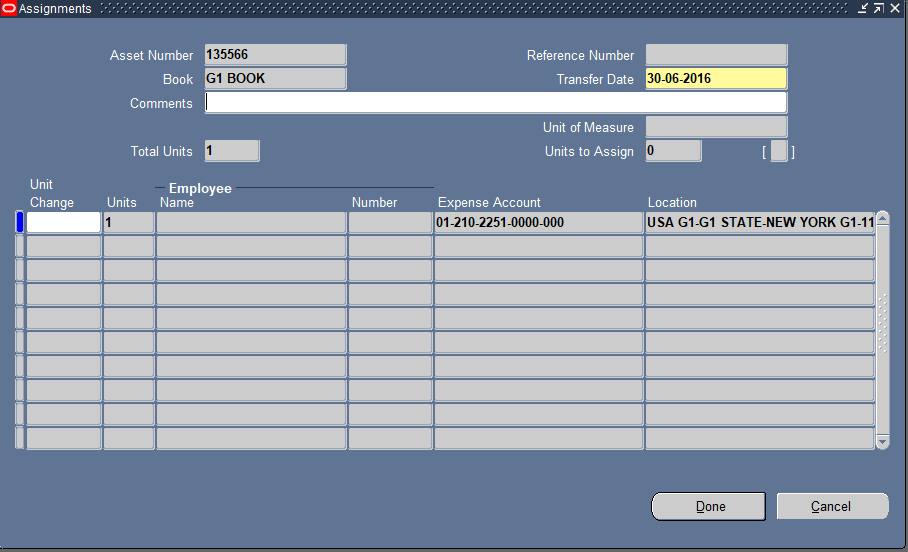 Assignments
Asset Number 135566 Reference Number
Book G1 BOOK Transfer Date 30-06-2016
Comments
Unit of Measure
Total Units 1 Units to Assign 0 [ ]
Unit Change Units Employee Name Number Expense Account Location
1 01-210-2251-0000-000 USA G1-G1 STATE-NEW YORK G1-11
Done Cancel